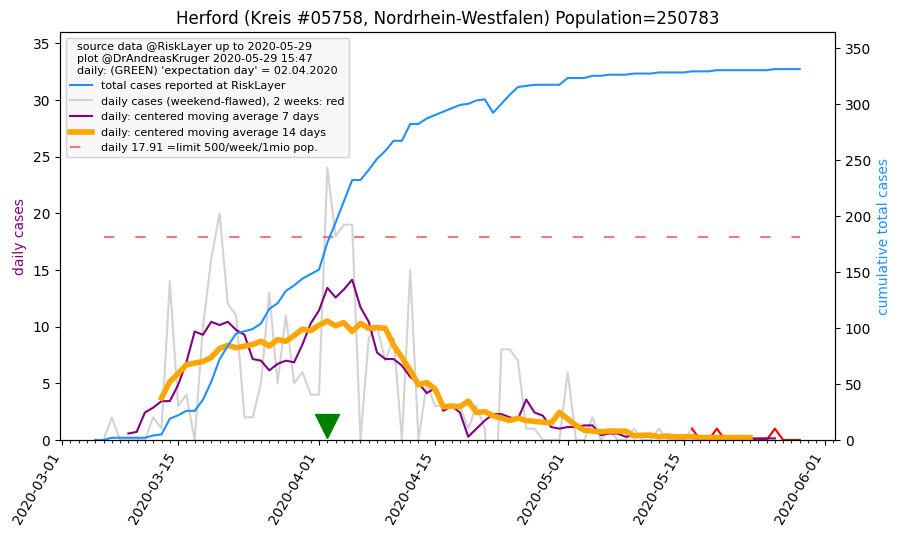 Herford (Kreis #05758, Nordrhein-Westfalen) Population=250783
source data @RiskLayer up to 2020-05-29
plot @DrAndreasKruger 2020-05-29 15:47
daily: (GREEN) 'expectation day' = 02.04.2020
total cases reported at RiskLayer
daily cases (weekend-flawed), 2 weeks: red
daily: centered moving average 7 days
daily: centered moving average 14 days
daily 17.91 =limit 500/week/1mio pop.
daily cases
35
30
25
20
15
10
5
0
cumulative total cases
350
300
250
200
150
100
50
0
2020-03-01
2020-03-15
2020-04-01
2020-04-15
2020-05-01
2020-05-15
2020-06-01